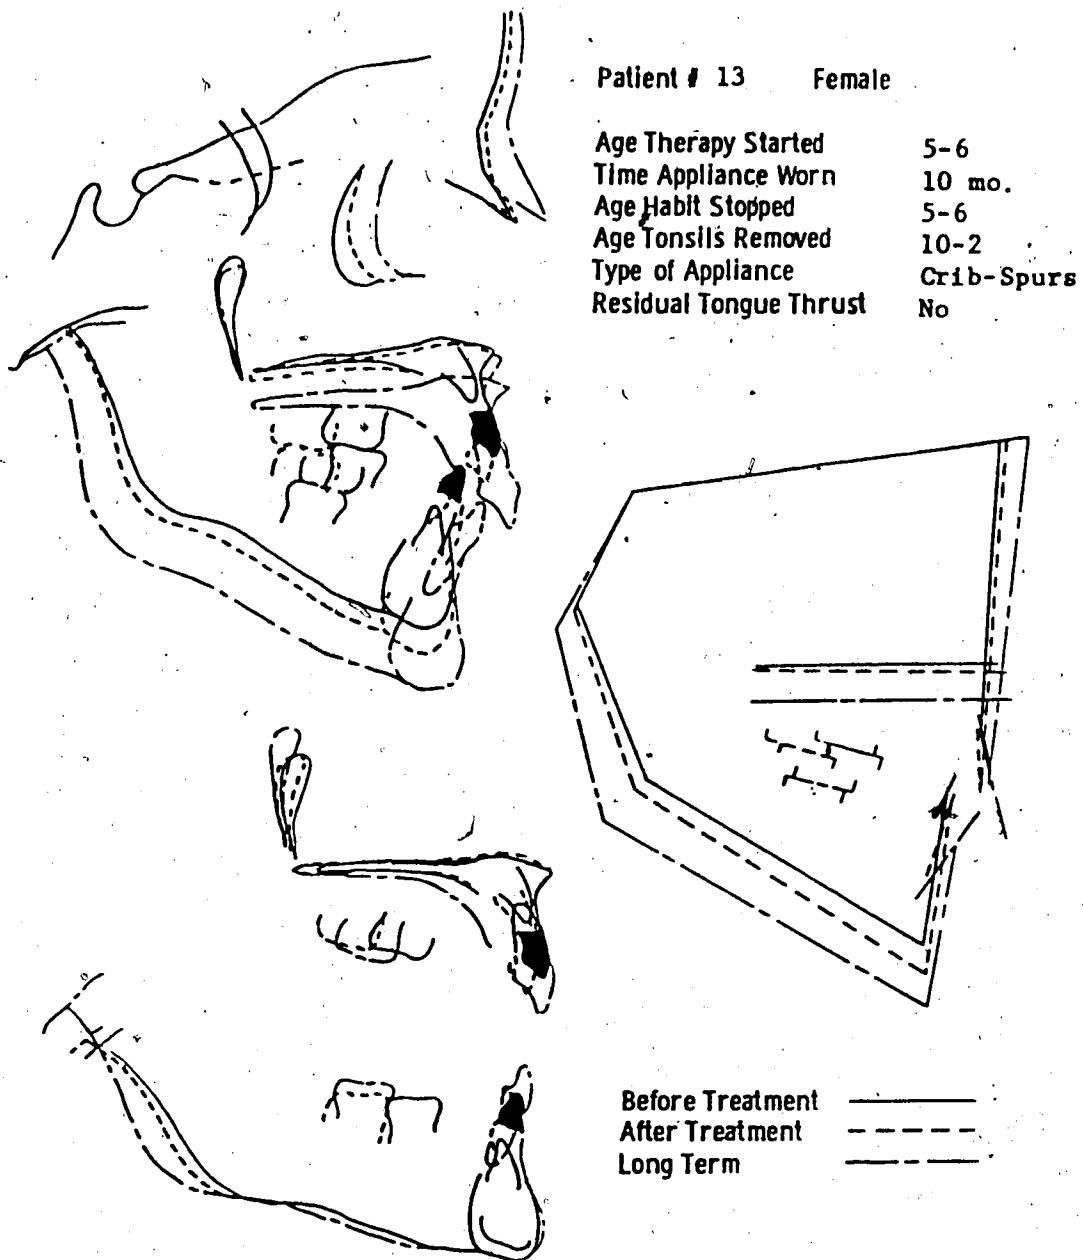 Patient # 13 Female
Age Therapy Started 5-6
Time Appliance Worn 10 mo.
Age Habit Stopped 5-6
Age Tonsils Removed 10-2
Type of Appliance Crib-Spurs
Residual Tongue Thrust No
Before Treatment
After Treatment
Long Term